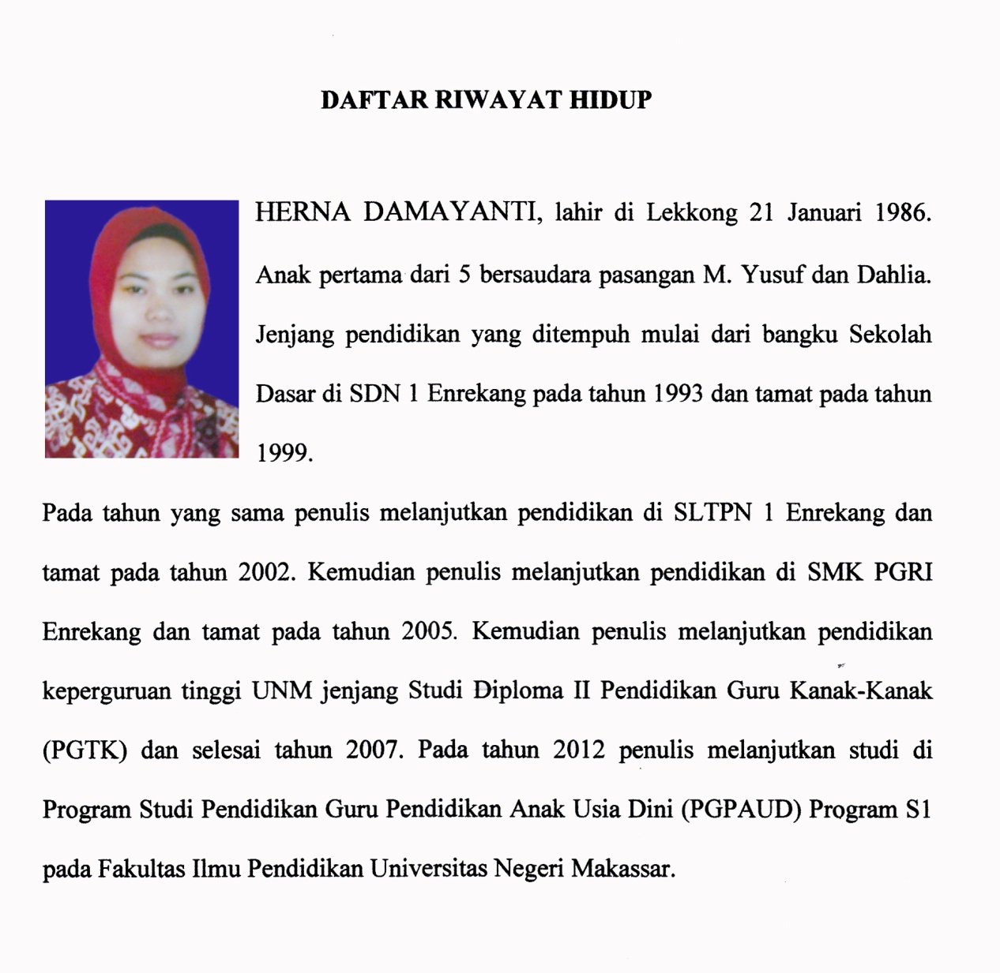 DAFTAR RIWAYAT HIDUP
HERNA DAMAYANTI, lahir di Lekkong 21 Januari 1986.
Anak pertama dari 5 bersaudara pasangan M. Yusuf dan Dahlia.
Jenjang pendidikan yang ditempuh mulai dari bangku Sekolah
Dasar di SDN 1 Enrekang pada tahun 1993 dan tamat pada tahun
1999.
Pada tahun yang sama penulis melanjutkan pendidikan di SLTPN 1 Enrekang dan
tamat pada tahun 2002. Kemudian penulis melanjutkan pendidikan di SMK PGRI
Enrekang dan tamat pada tahun 2005. Kemudian penulis melanjutkan pendidikan
keperguruan tinggi UNM jenjang Studi Diploma II Pendidikan Guru Kanak-Kanak
(PGTK) dan selesai tahun 2007. Pada tahun 2012 penulis melanjutkan studi di
Program Studi Pendidikan Guru Pendidikan Anak Usia Dini (PGPAUD) Program S1
pada Fakultas Ilmu Pendidikan Universitas Negeri Makassar.